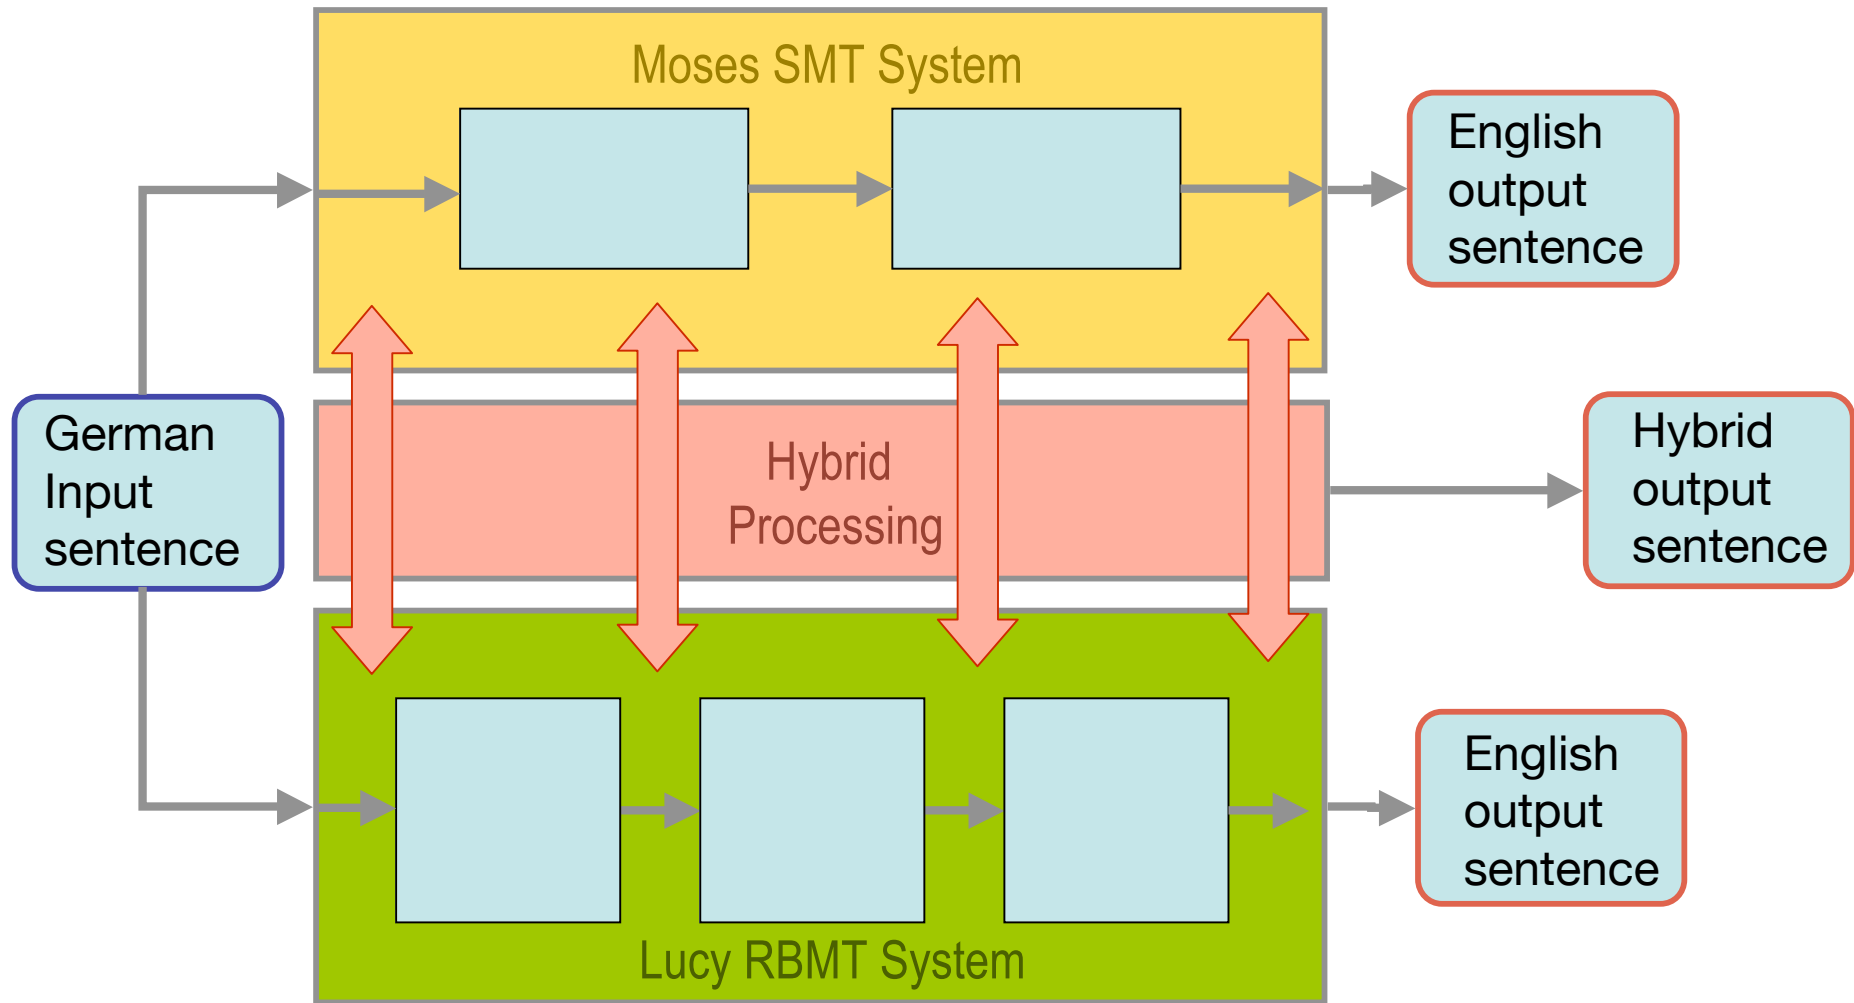 Moses SMT System
English
output
sentence
German
Input
sentence
Hybrid
Processing
Hybrid
output
sentence
English
output
sentence
Lucy RBMT System